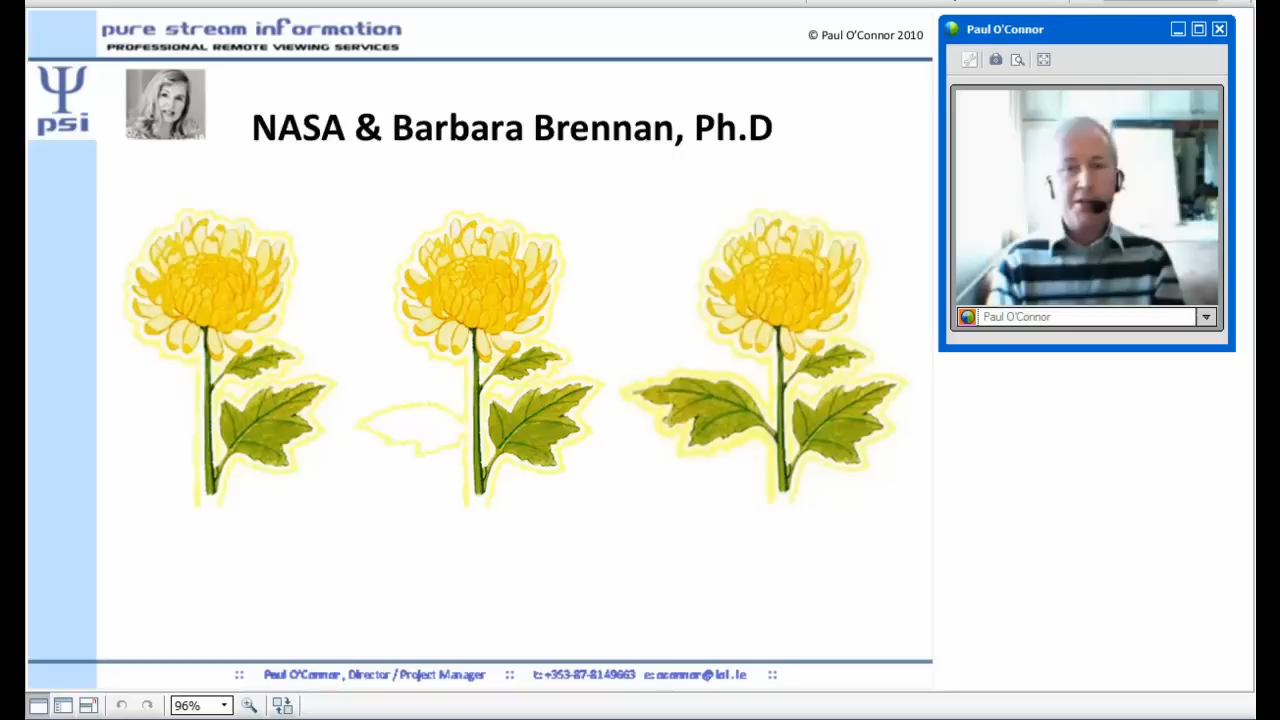 pure stream information
PROFESSIONAL REMOTE VIEWING SERVICES
© Paul O'Connor 2010
psi
NASA & Barbara Brennan, Ph.D
Paul O'Connor
Paul O'Connor
:: Paul O'Connor, Director / Project Manager :: t: +353-87-8149663 e: oconnor@iol.ie ::
96%